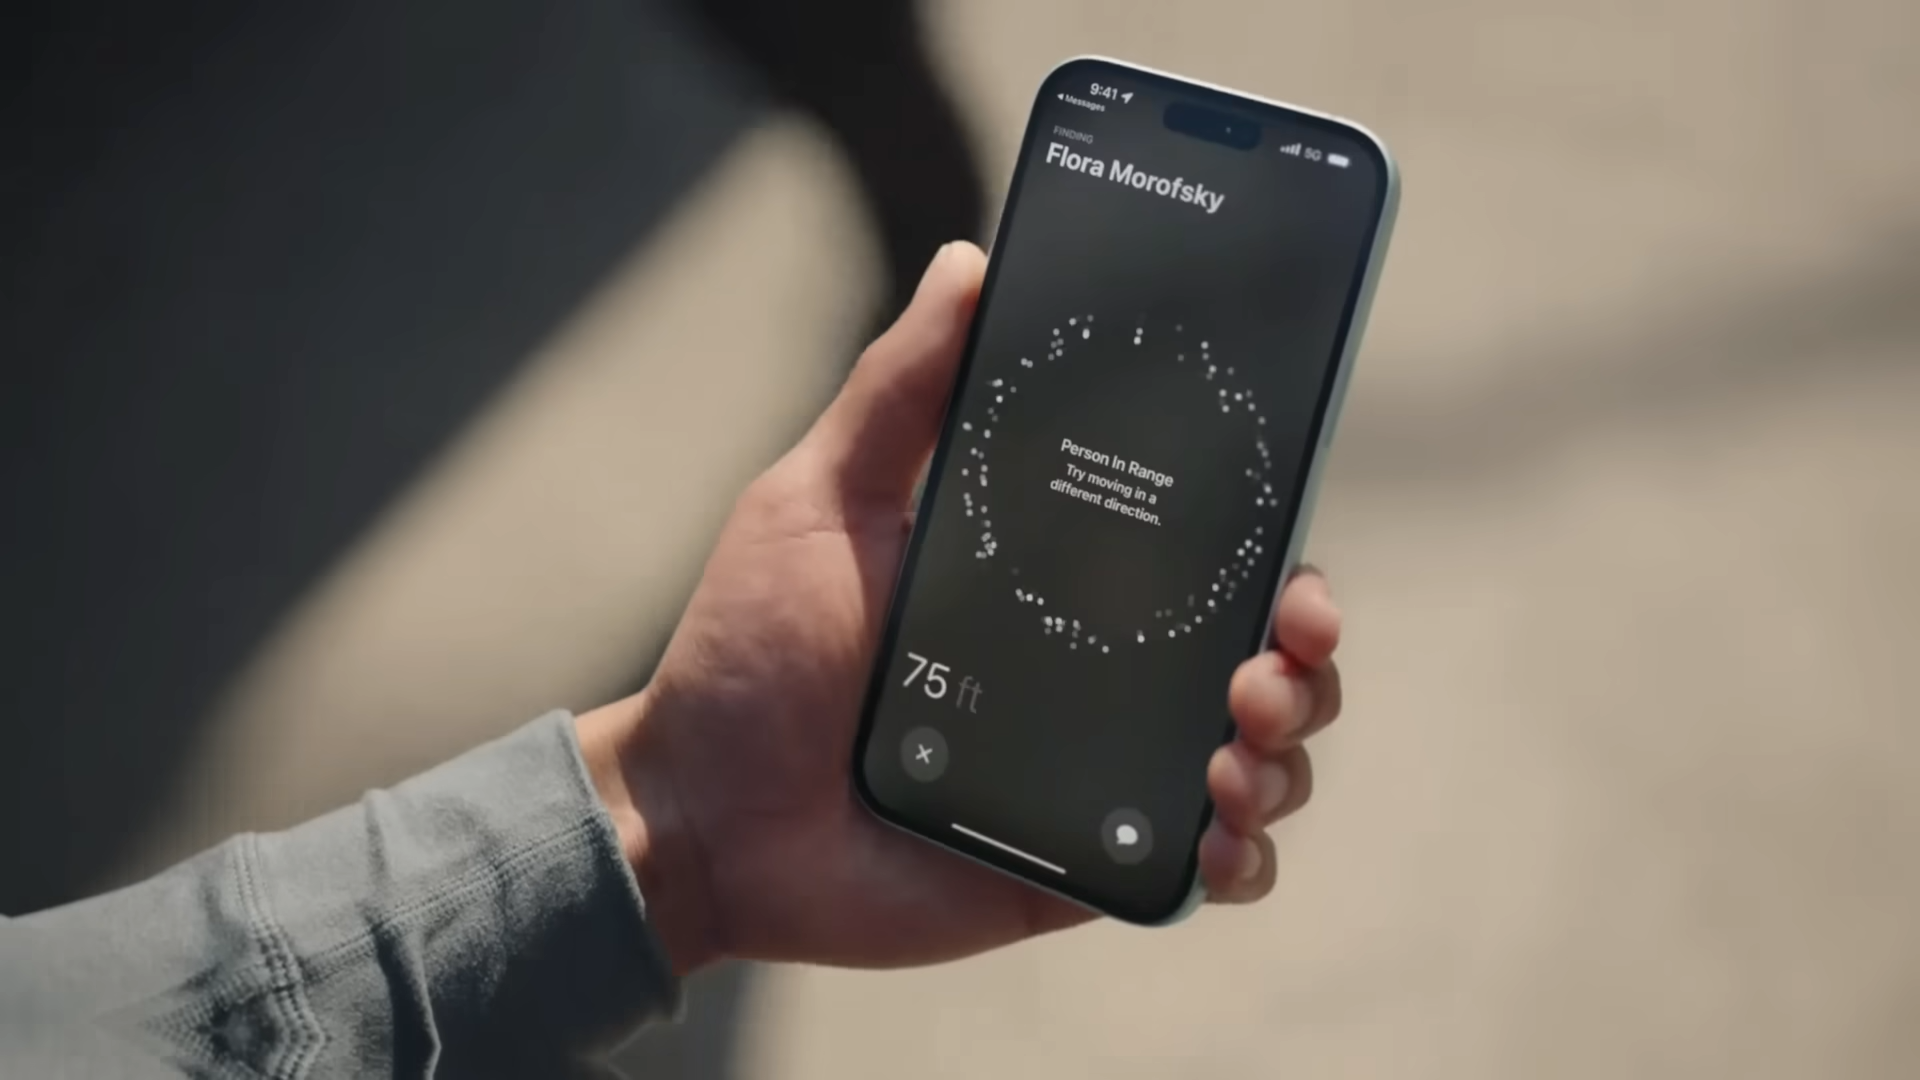 9:41
Messages
5G
FINDING
Flora Morofsky
Person In Range
Try moving in a
different direction.
75 ft